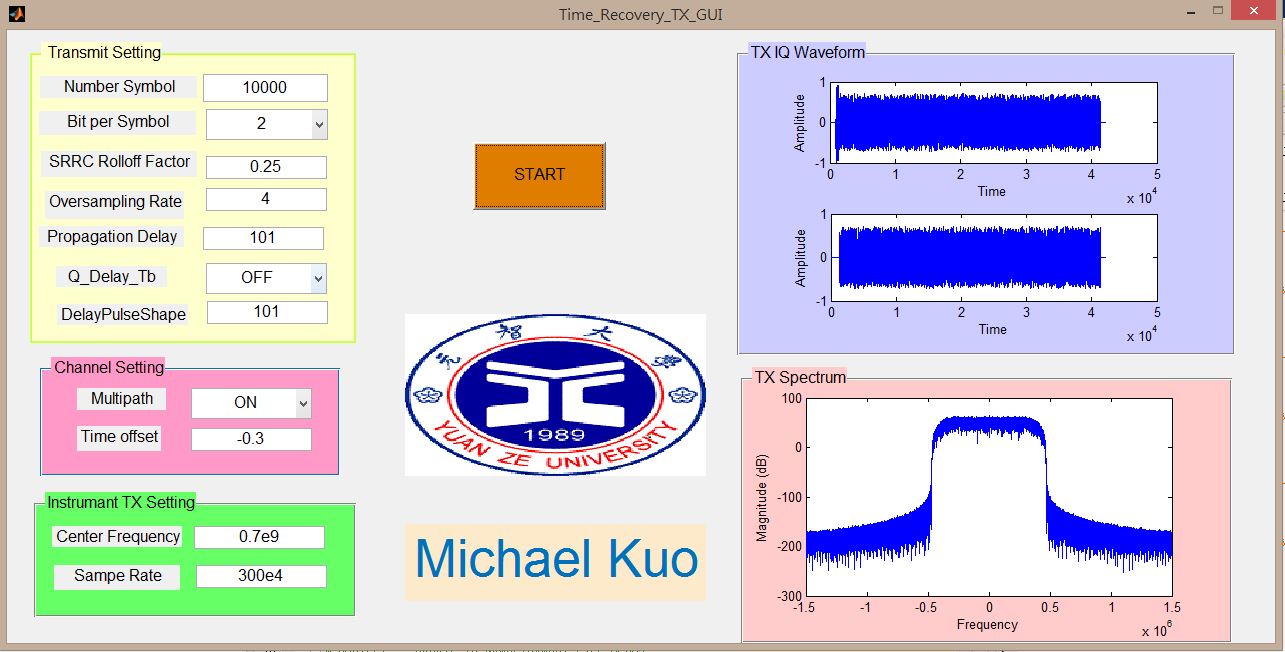 Time_Recovery_TX_GUI
Transmit Setting
Number Symbol 10000
Bit per Symbol 2
SRRC Rolloff Factor 0.25
Oversampling Rate 4
Propagation Delay 101
Q_Delay_Tb OFF
DelayPulseShape 101
Channel Setting
Multipath ON
Time offset -0.3
Instrumant TX Setting
Center Frequency 0.7e9
Sampe Rate 300e4
START
元智大學
1989
YUAN ZE UNIVERSITY
Michael Kuo
TX IQ Waveform
Amplitude
1
0
-1
0 1 2 3 4 5
Time
x 10^4
Amplitude
1
0
-1
0 1 2 3 4 5
Time
x 10^4
TX Spectrum
Magnitude (dB)
100
0
-100
-200
-300
-1.5 -1 -0.5 0 0.5 1 1.5
Frequency
x 10^6